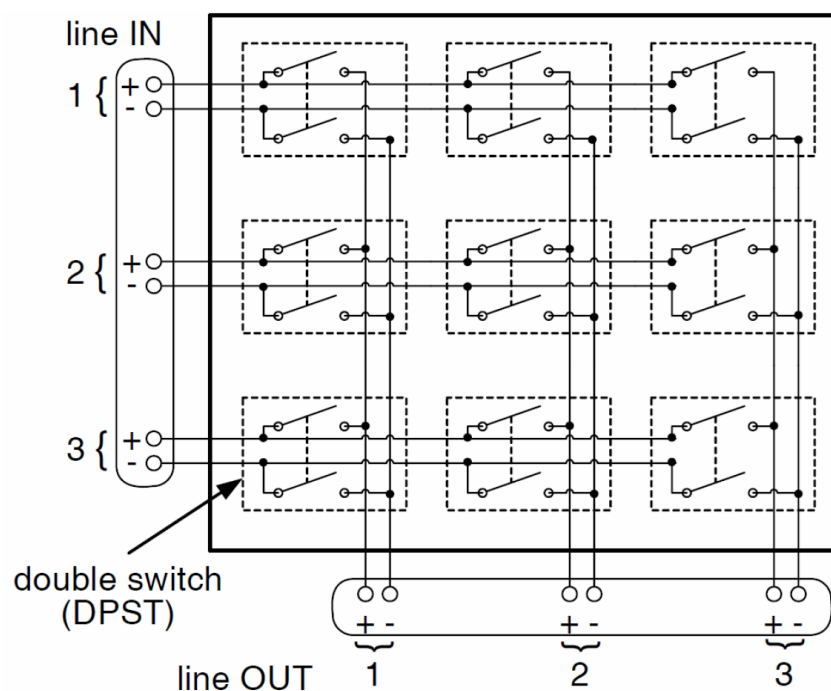 line IN
1 { +
-
2 { +
-
3 { +
-
double switch
(DPST)
+ - + - + -
line OUT 1 2 3